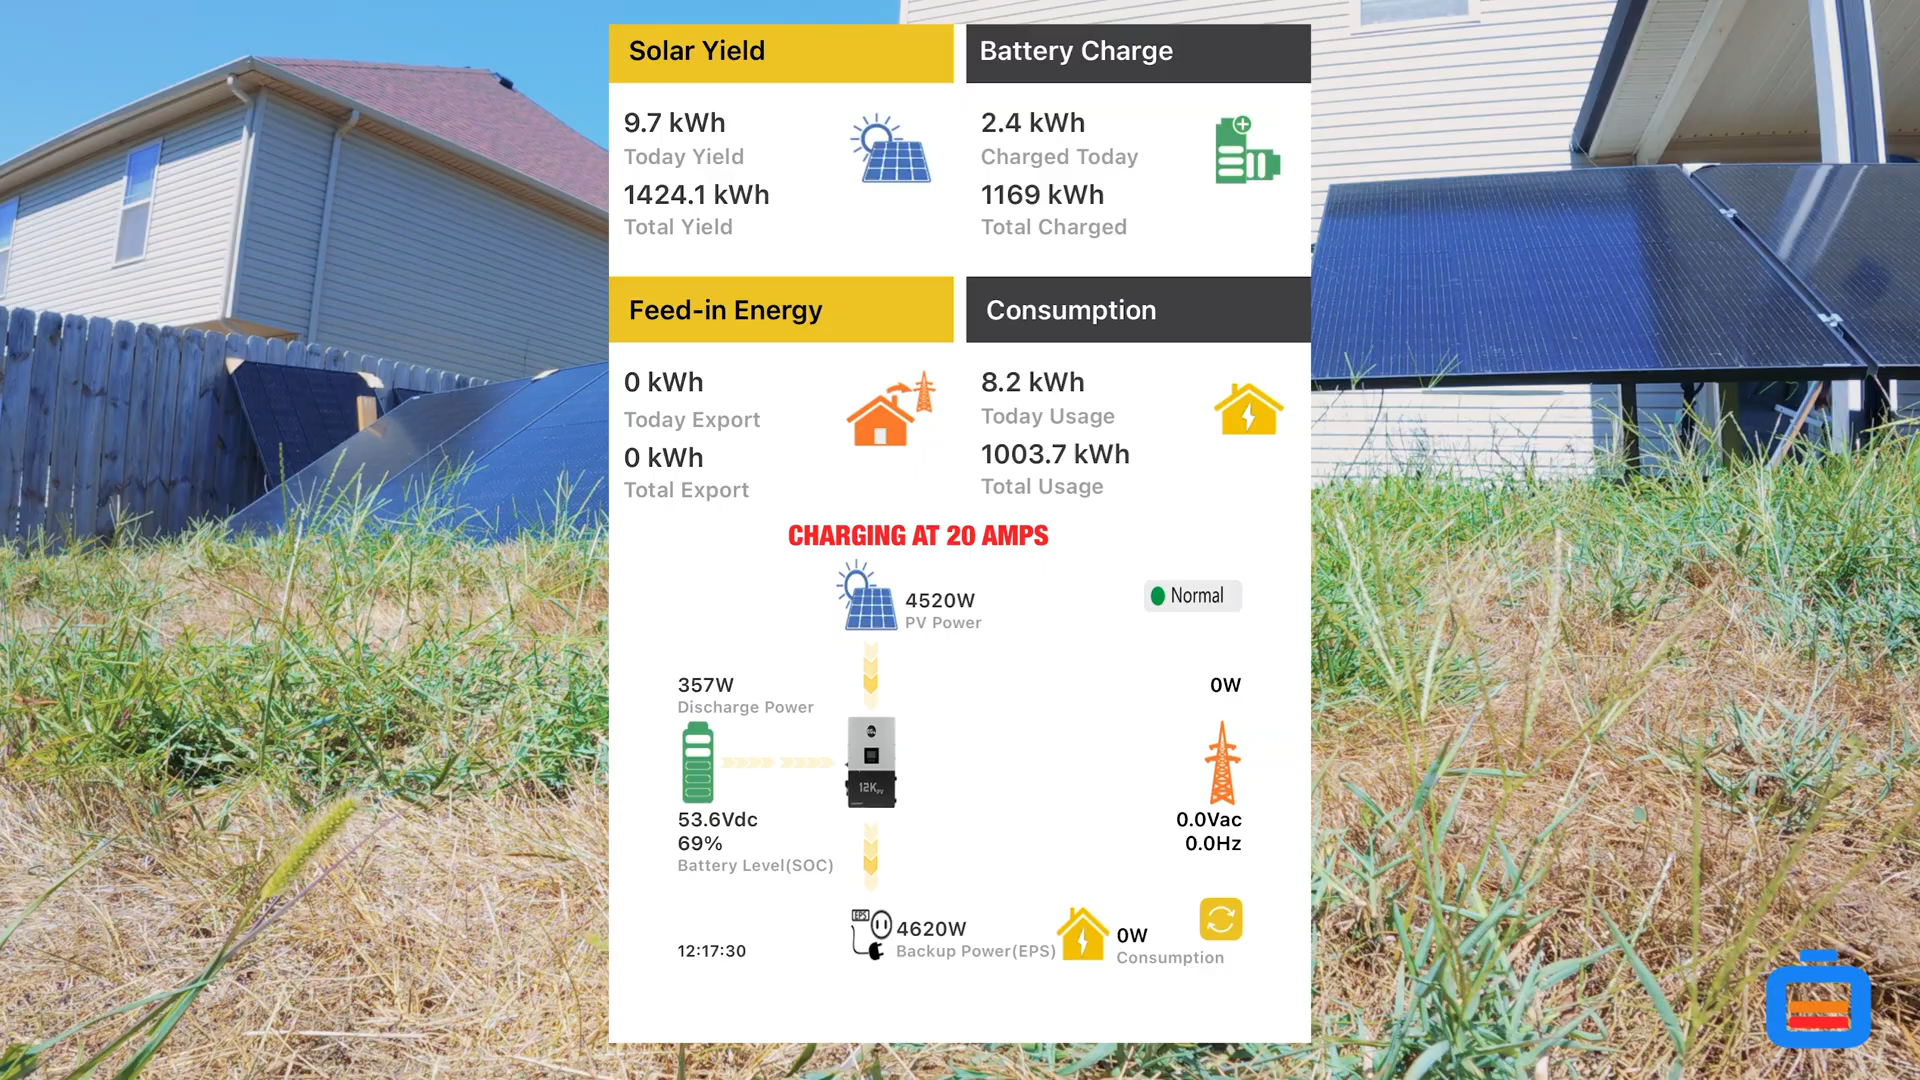 Solar Yield
9.7 kWh
Today Yield
1424.1 kWh
Total Yield
Battery Charge
2.4 kWh
Charged Today
1169 kWh
Total Charged
Feed-in Energy
0 kWh
Today Export
0 kWh
Total Export
Consumption
8.2 kWh
Today Usage
1003.7 kWh
Total Usage
CHARGING AT 20 AMPS
4520W
PV Power
Normal
357W
Discharge Power
0W
12K PV
53.6Vdc
69%
Battery Level(SOC)
0.0Vac
0.0Hz
EPS
4620W
Backup Power(EPS)
0W
Consumption
12:17:30